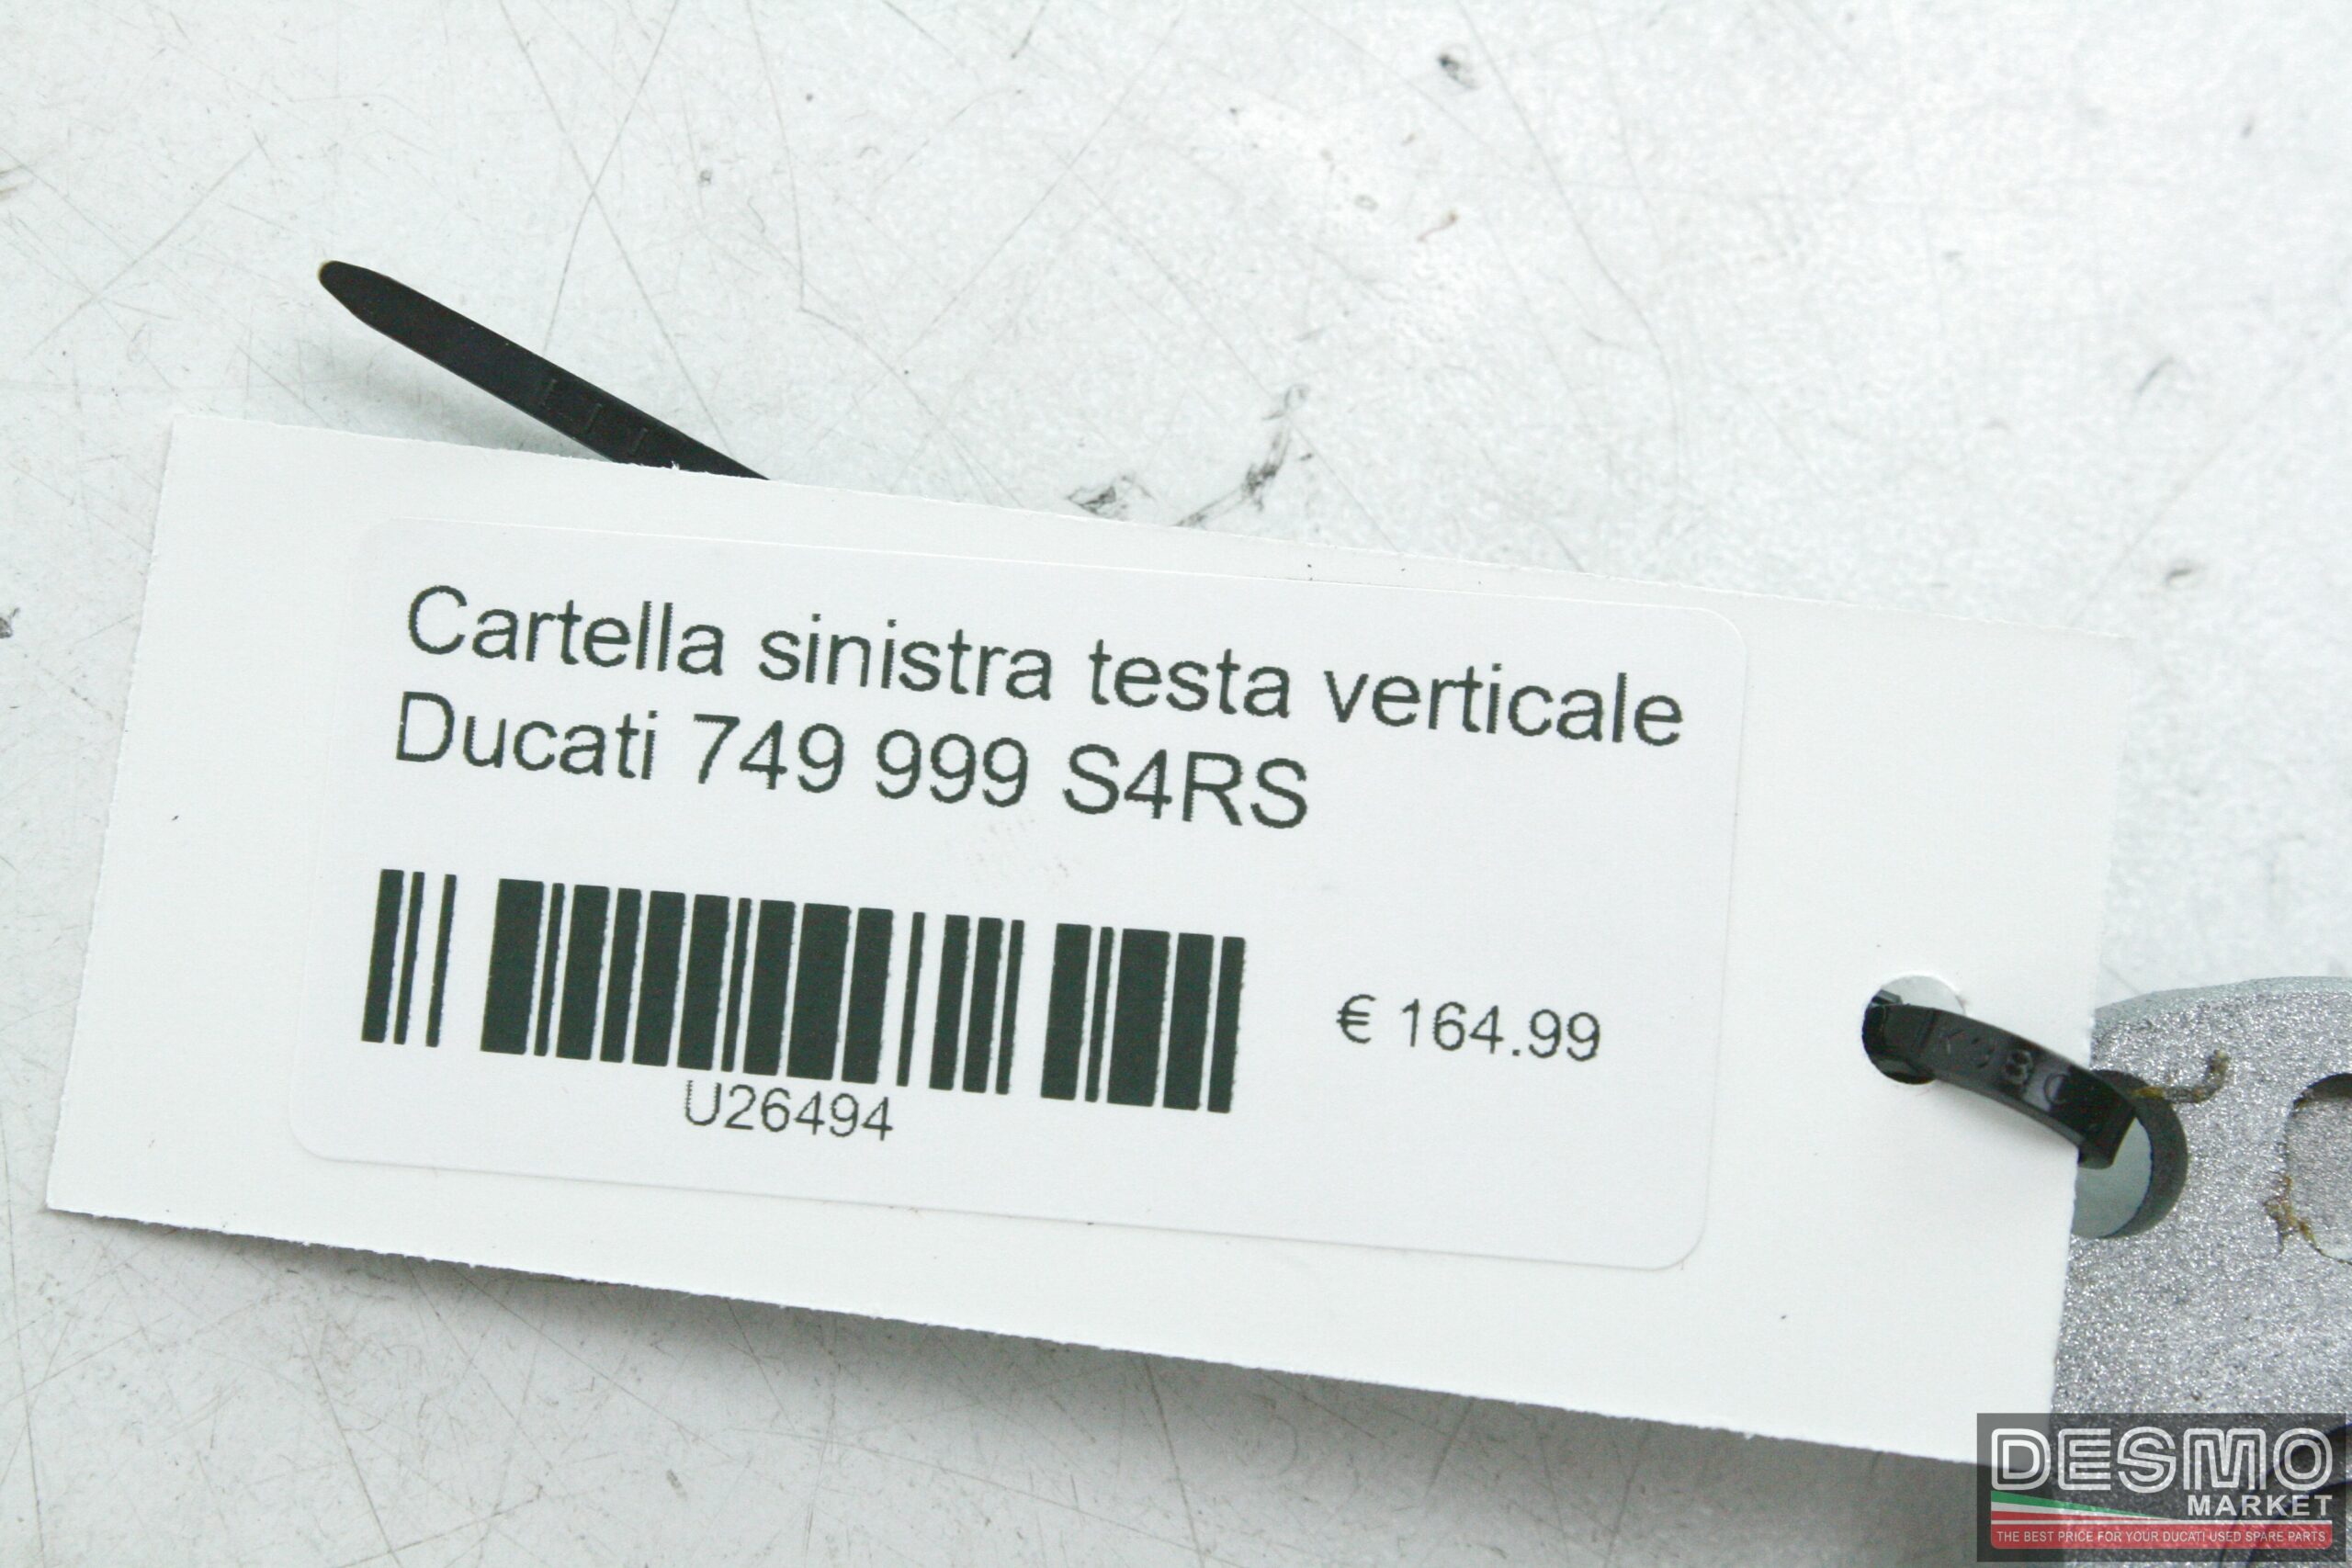 Cartella sinistra testa verticale
Ducati 749 999 S4RS
€ 164.99
U26494
DESMO
MARKET
THE BEST PRICE FOR YOUR DUCATI USED SPARE PARTS